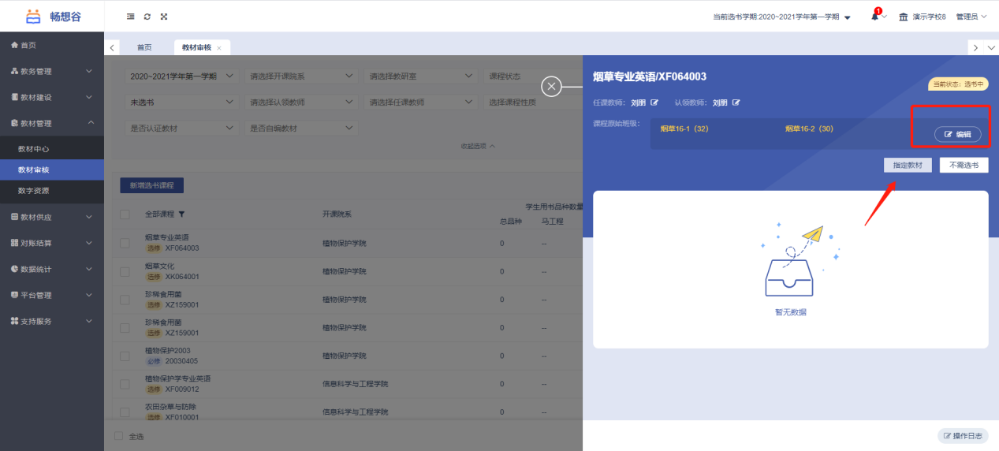 畅想谷
当前选书学期:2020~2021学年第一学期
1
演示学校8
管理员
首页
教务管理
教材建设
教材管理
教材中心
教材审核
数字资源
教材供应
对账结算
数据统计
平台管理
支持服务
首页
教材审核
2020~2021学年第一学期
请选择开课院系
请选择教研室
课程状态
未选书
请选择认领教师
请选择任课教师
选择课程性质
是否认证教材
是否自编教材
收起选项
新增选书课程
全部课程
开课院系
学生用书品种数量
总品种
马工程
烟草专业英语
选修 XF064003
植物保护学院
0
--
烟草文化
选修 XK064001
植物保护学院
0
--
珍稀食用菌
选修 XZ159001
植物保护学院
0
--
珍稀食用菌
选修 XZ159001
植物保护学院
0
--
植物保护2003
必修 20030405
植物保护学院
0
--
植物保护学专业英语
选修 XF009012
信息科学与工程学院
0
--
农田杂草与防除
选修 XF010001
信息科学与工程学院
0
--
全选
烟草专业英语/XF064003
当前状态：选书中
任课教师： 刘朋
认领教师： 刘朋
课程原始班级：
烟草16-1（32）
烟草16-2（30）
编辑
指定教材
不需选书
暂无数据
操作日志